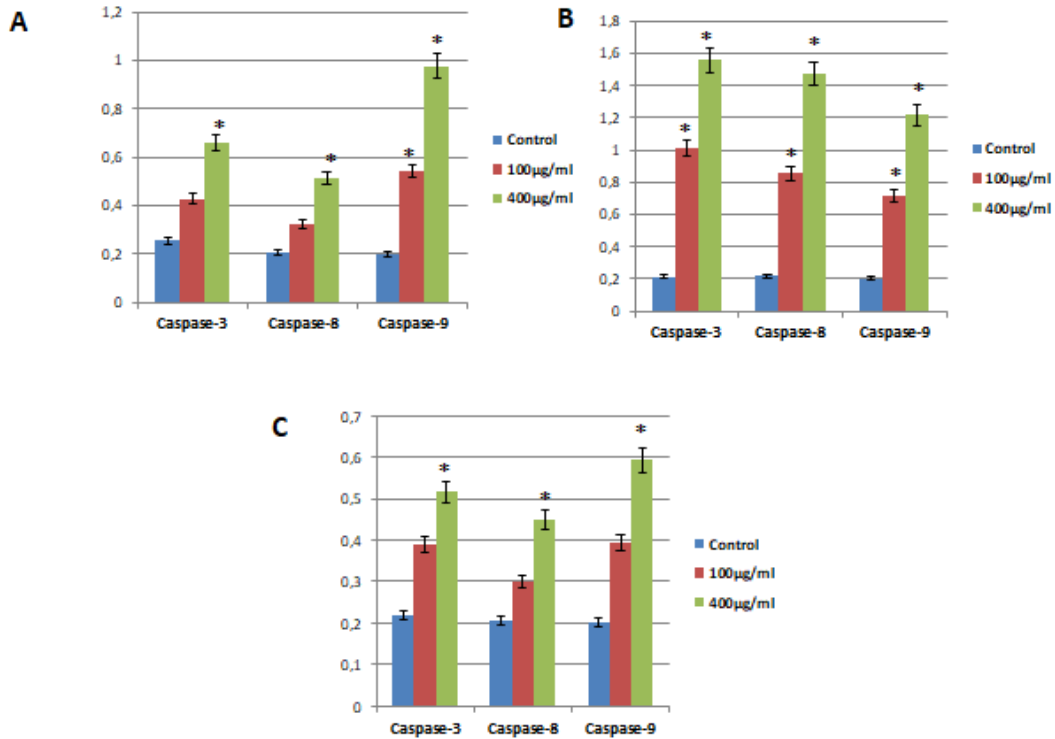 A
1,2
1
0,8
0,6
0,4
0,2
0
* * * *
Caspase-3 Caspase-8 Caspase-9
Control
100µg/ml
400µg/ml
B
1,8
1,6
1,4
1,2
1
0,8
0,6
0,4
0,2
0
* * * * * *
Caspase-3 Caspase-8 Caspase-9
Control
100µg/ml
400µg/ml
C
0,7
0,6
0,5
0,4
0,3
0,2
0,1
0
* * *
Caspase-3 Caspase-8 Caspase-9
Control
100µg/ml
400µg/ml